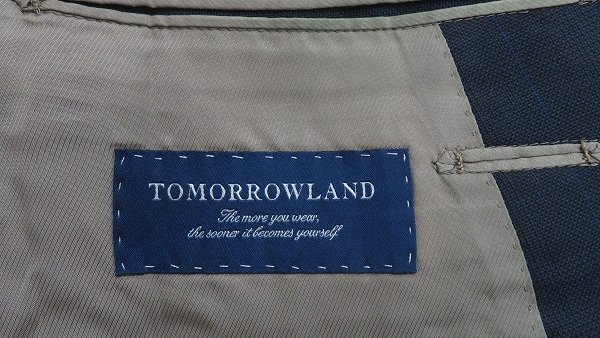 TOMORROWLAND
The more you wear,
the sooner it becomes yourself.